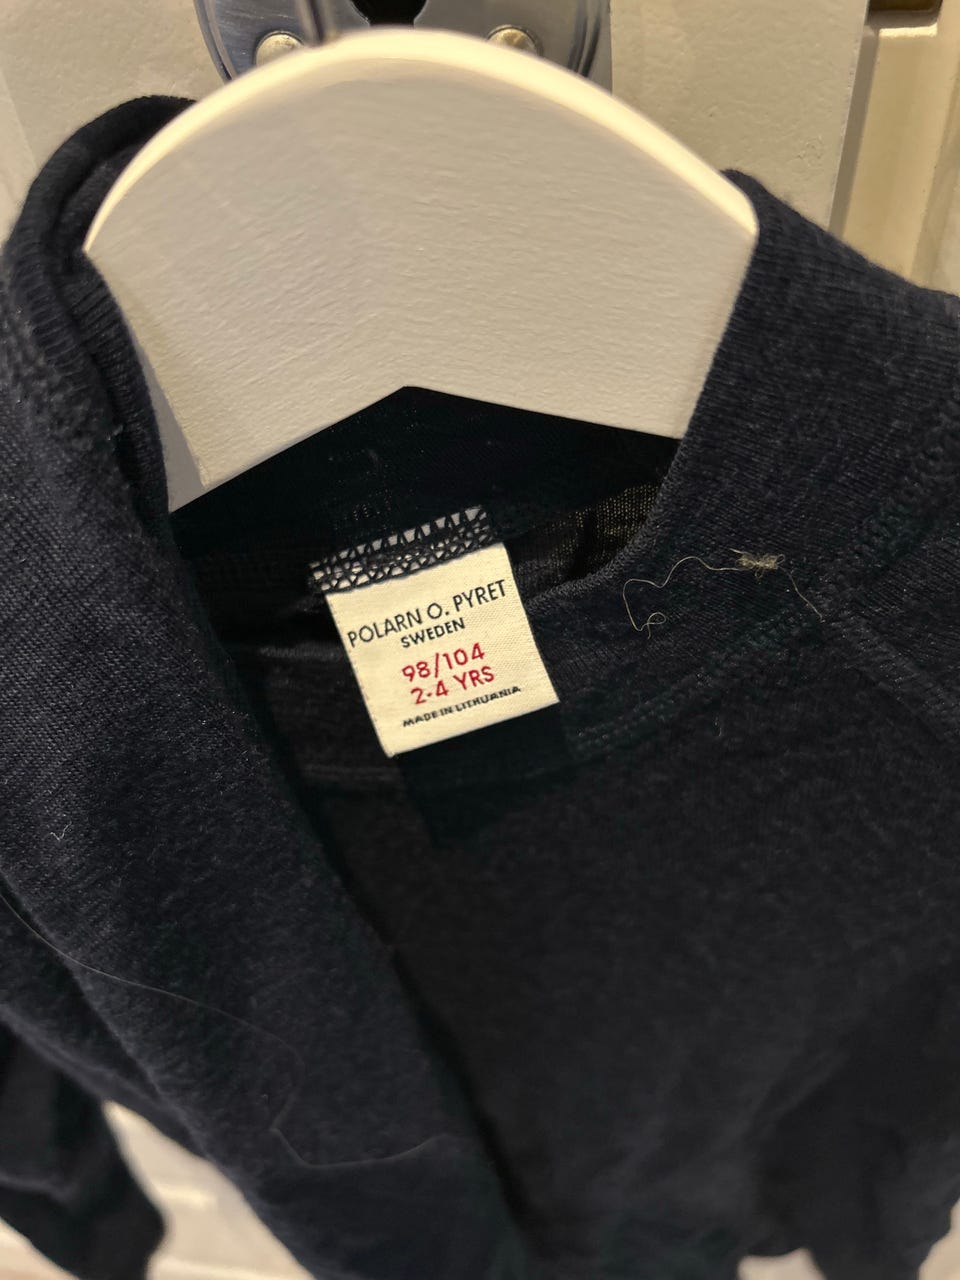 POLARN O. PYRET
SWEDEN
98/104
2-4 YRS
MADE IN LITHUANIA